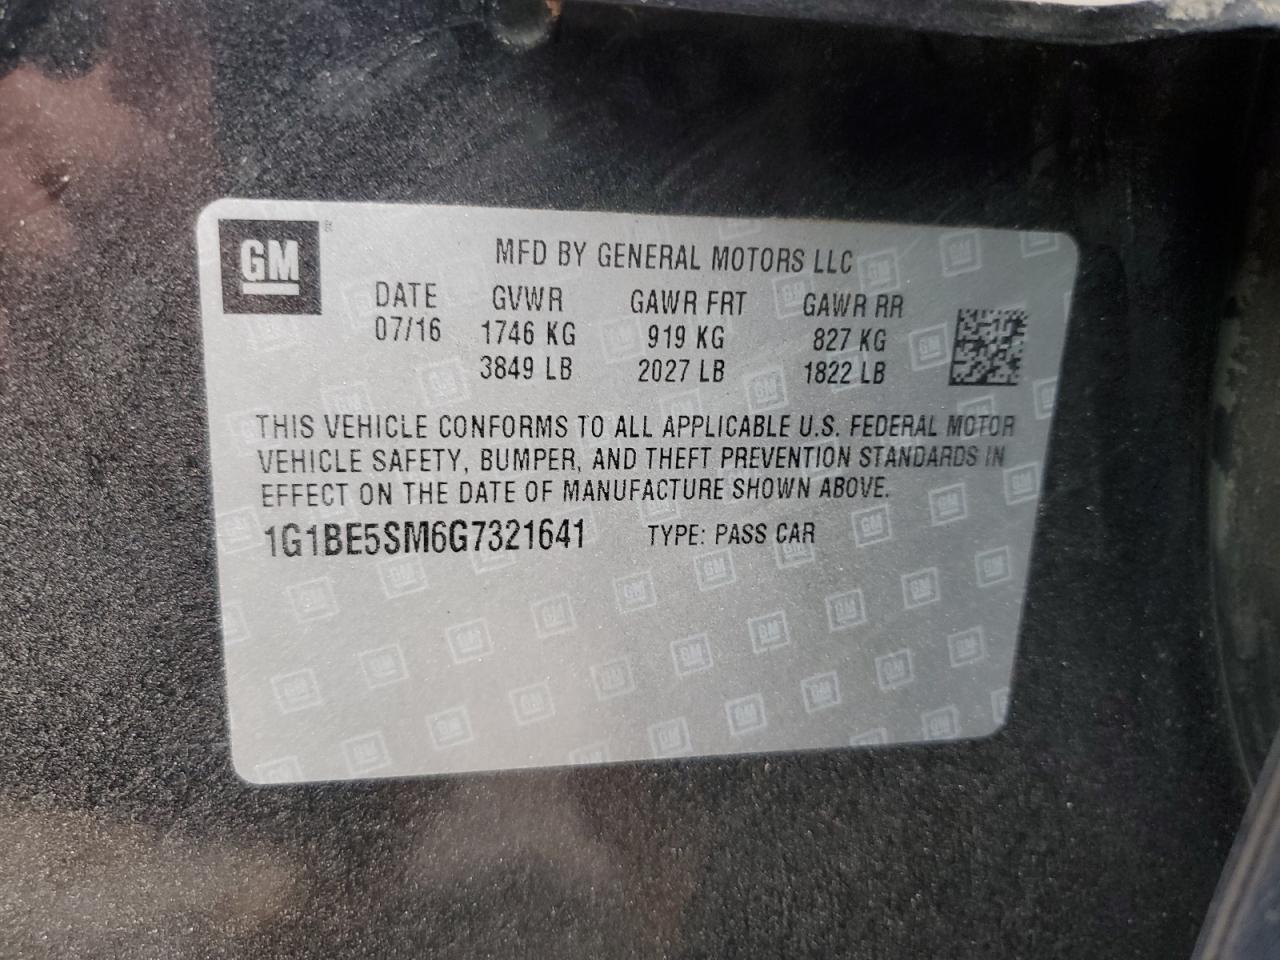 GM®
MFD BY GENERAL MOTORS LLC
DATE GVWR GAWR FRT GAWR RR
07/16 1746 KG 919 KG 827 KG
3849 LB 2027 LB 1822 LB
THIS VEHICLE CONFORMS TO ALL APPLICABLE U.S. FEDERAL MOTOR
VEHICLE SAFETY, BUMPER, AND THEFT PREVENTION STANDARDS IN
EFFECT ON THE DATE OF MANUFACTURE SHOWN ABOVE.
1G1BE5SM6G7321641 TYPE: PASS CAR